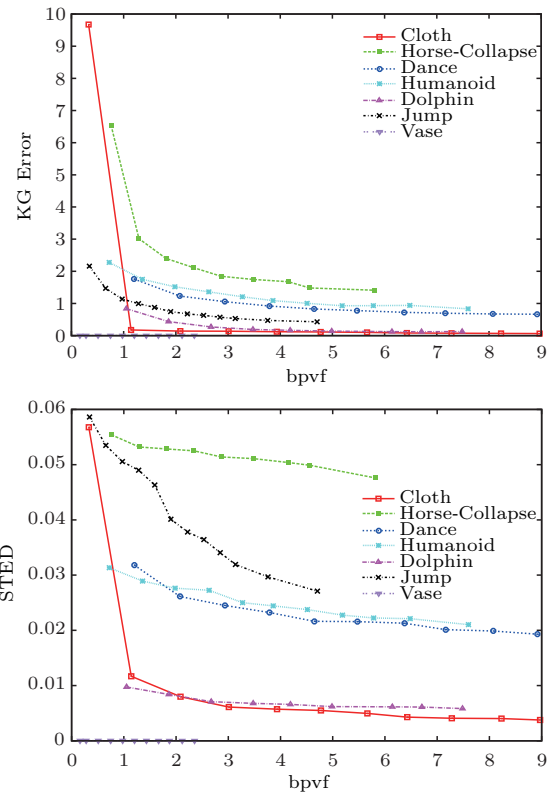 10
9
8
7
6
5
4
3
2
1
0
KG Error
Cloth
Horse-Collapse
Dance
Humanoid
Dolphin
Jump
Vase
0 1 2 3 4 5 6 7 8 9
bpvf
0.06
0.05
0.04
0.03
0.02
0.01
0
STED
Cloth
Horse-Collapse
Dance
Humanoid
Dolphin
Jump
Vase
0 1 2 3 4 5 6 7 8 9
bpvf